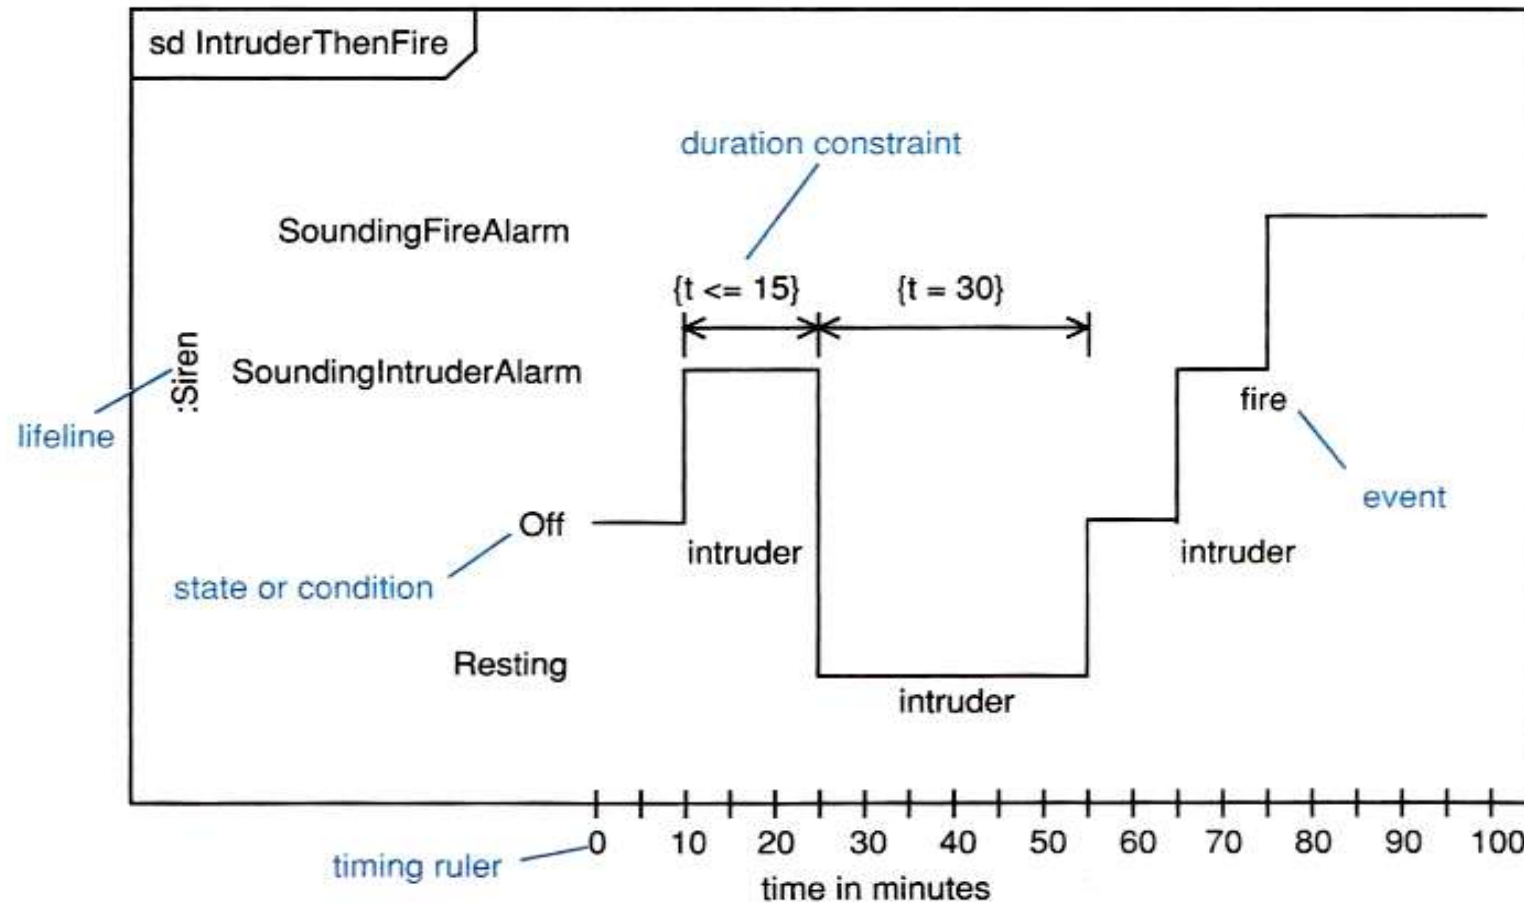 sd IntruderThenFire
duration constraint
SoundingFireAlarm
{t <= 15}
{t = 30}
:Siren
SoundingIntruderAlarm
fire
lifeline
event
Off
intruder
intruder
state or condition
Resting
intruder
0 10 20 30 40 50 60 70 80 90 100
timing ruler
time in minutes